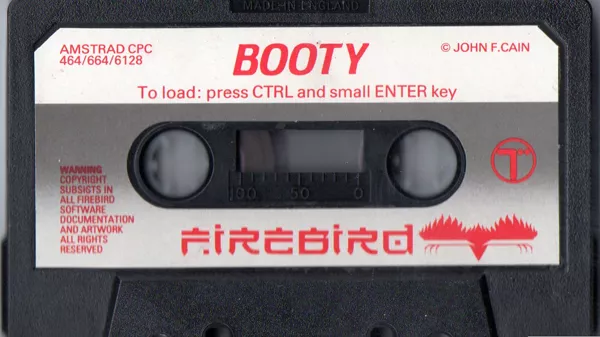 MADE IN ENGLAND
AMSTRAD CPC
464/664/6128
BOOTY
© JOHN F.CAIN
To load: press CTRL and small ENTER key
100 50 0
T
WARNING
COPYRIGHT
SUBSISTS IN
ALL FIREBIRD
SOFTWARE
DOCUMENTATION
AND ARTWORK
ALL RIGHTS
RESERVED
FIREBIRD